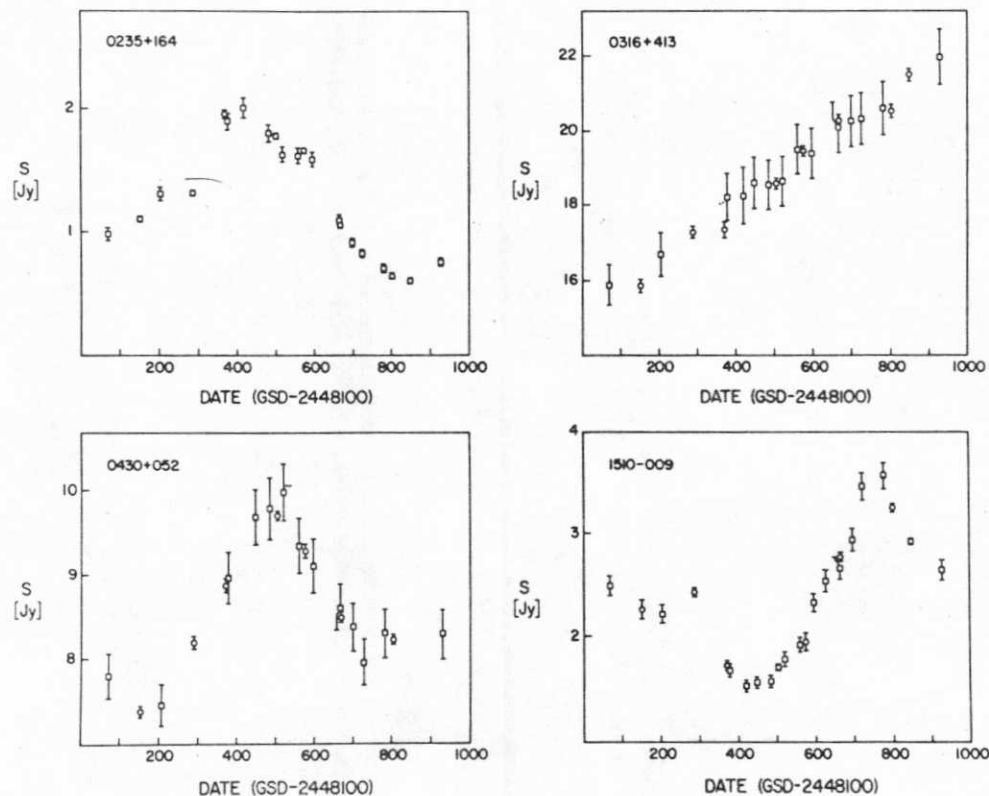 0235+164
2
1
S
[Jy]
200 400 600 800 1000
DATE (GSD-2448100)
0316+413
22
20
18
16
S
[Jy]
200 400 600 800 1000
DATE (GSD-2448100)
0430+052
10
9
8
S
[Jy]
200 400 600 800 1000
DATE (GSD-2448100)
1510-009
4
3
2
S
[Jy]
0 200 400 600 800 1000
DATE (GSD-2448100)